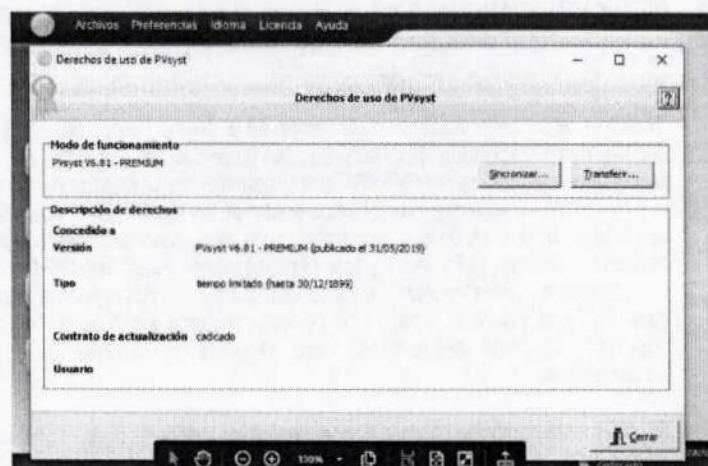 Archivos Preferencias Idioma Licencia Ayuda
Derechos de uso de PVsyst
Derechos de uso de PVsyst
Modo de funcionamiento
PVsyst V6.81 - PREMIUM
Sincronizar... Transferir...
Descripción de derechos
Concedido a
Versión PVsyst V6.81 - PREMIUM (publicado el 31/05/2019)
Tipo tiempo limitado (hasta 30/12/1899)
Contrato de actualización caducado
Usuario
Cerrar
130%